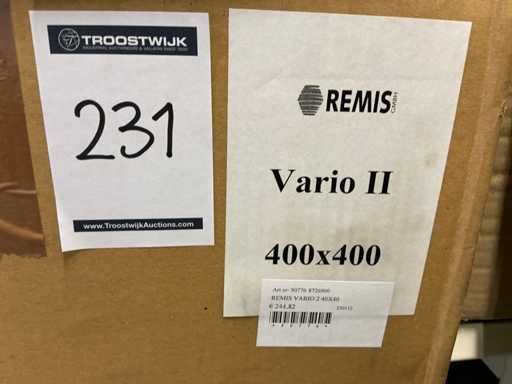 TROOSTWIJK
INDUSTRIAL AUCTIONEERS & VALUERS SINCE 1930
231
www.TroostwijkAuctions.com
REMIS
GMBH
Vario II
400x400
REMIS VARIO 2 40X40
€ 244,82